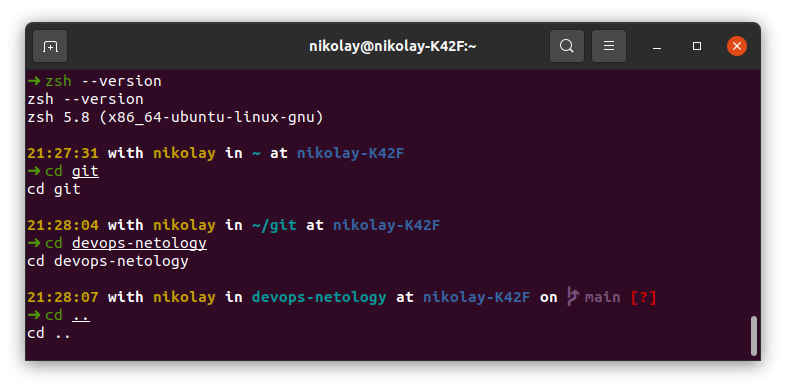 nikolay@nikolay-K42F:~
➜ zsh --version
zsh --version
zsh 5.8 (x86_64-ubuntu-linux-gnu)
21:27:31 with nikolay in ~ at nikolay-K42F
➜ cd git
cd git
21:28:04 with nikolay in ~/git at nikolay-K42F
➜ cd devops-netology
cd devops-netology
21:28:07 with nikolay in devops-netology at nikolay-K42F on  main [?]
➜ cd ..
cd ..